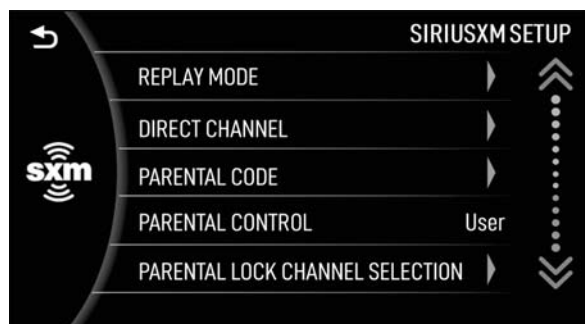 SIRIUSXM SETUP
REPLAY MODE
DIRECT CHANNEL
sxm
PARENTAL CODE
PARENTAL CONTROL User
PARENTAL LOCK CHANNEL SELECTION